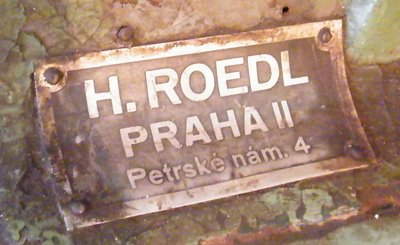 H. ROEDL
PRAHA II
Petrské nám. 4